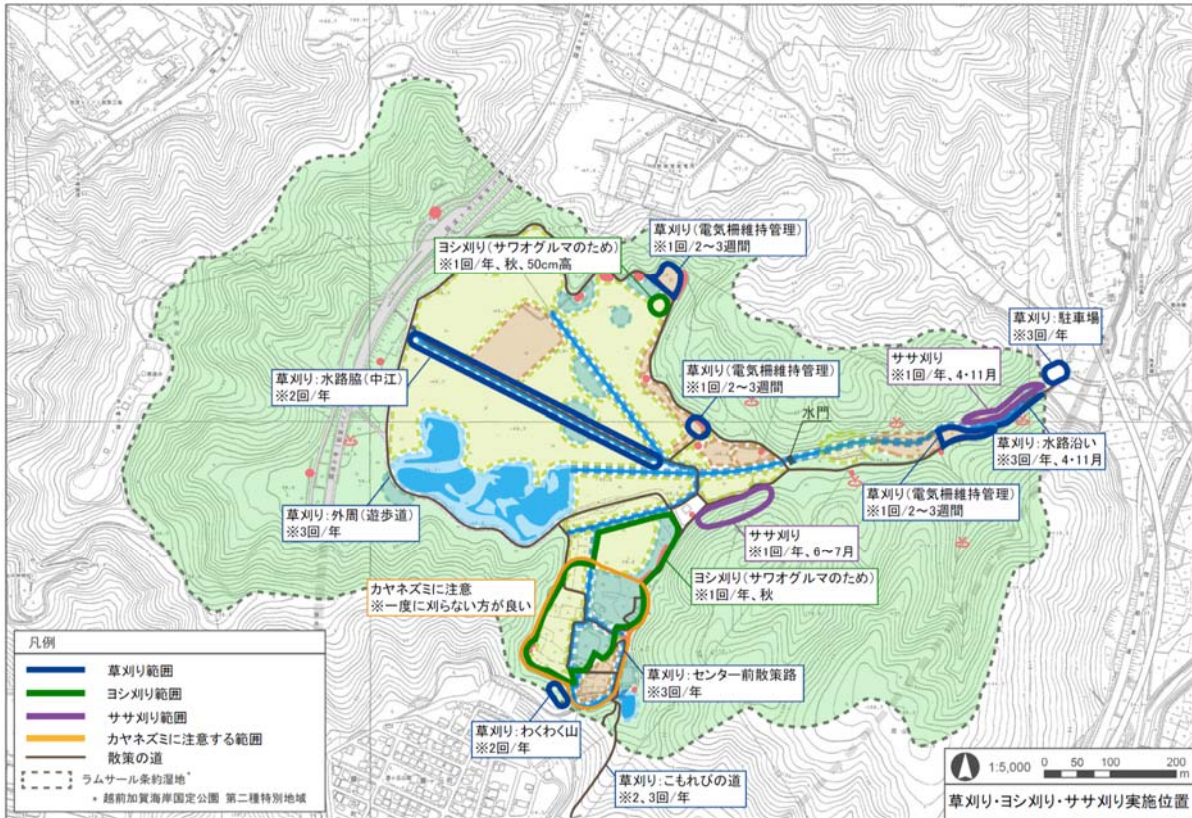 ヨシ刈り(サワオグルマのため)
※1回/年、秋、50cm高
草刈り(電気柵維持管理)
※1回/2～3週間
草刈り:駐車場
※3回/年
ササ刈り
※1回/年、4・11月
草刈り:水路脇(中江)
※2回/年
草刈り(電気柵維持管理)
※1回/2～3週間
水門
草刈り:水路沿い
※3回/年、4・11月
草刈り(電気柵維持管理)
※1回/2～3週間
草刈り:外周(遊歩道)
※3回/年
ササ刈り
※1回/年、6～7月
ヨシ刈り(サワオグルマのため)
※1回/年、秋
カヤネズミに注意
※一度に刈らない方が良い
草刈り:センター前散策路
※3回/年
草刈り:わくわく山
※2回/年
草刈り:こもれびの道
※2、3回/年
凡例
草刈り範囲
ヨシ刈り範囲
ササ刈り範囲
カヤネズミに注意する範囲
散策の道
ラムサール条約湿地*
* 越前加賀海岸国定公園 第二種特別地域
1:5,000 0 50 100 200 m
草刈り・ヨシ刈り・ササ刈り実施位置